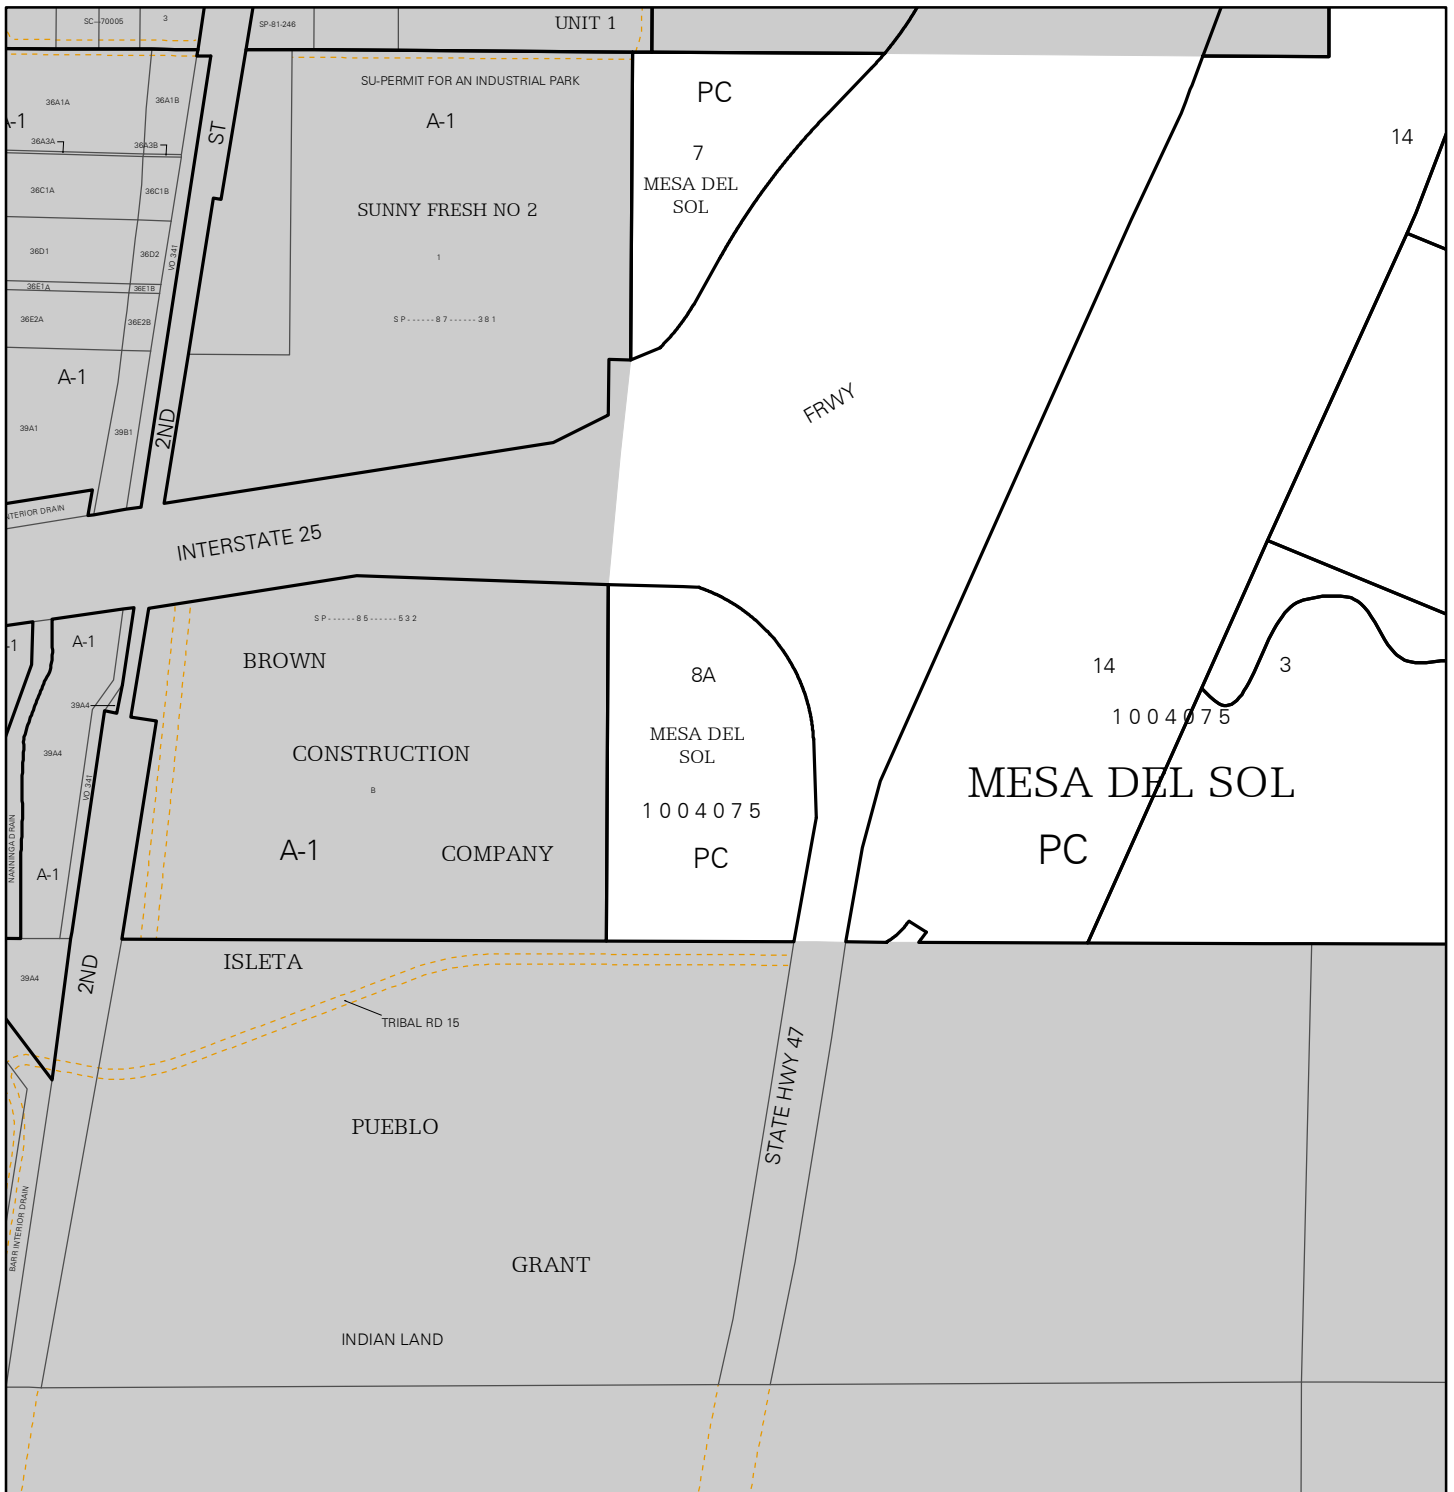 SC--70005
3
SP-81-246
UNIT 1
SU-PERMIT FOR AN INDUSTRIAL PARK
36A1A
36A1B
A-1
A-1
PC
14
ST
36A3A
36A3B
7
MESA DEL
SOL
36C1A
36C1B
SUNNY FRESH NO 2
36D1
36D2
VD 341
1
36E1A
36E1B
36E2A
36E2B
SP------87------381
A-1
FRWY
39A1
39B1
2ND
INTERIOR DRAIN
INTERSTATE 25
SP------85------532
-1
A-1
BROWN
8A
14
3
39A4
1004075
MESA DEL
SOL
39A4
CONSTRUCTION
MESA DEL SOL
VD 341
B
1004075
NANNINGA DRAIN
A-1
COMPANY
PC
PC
A-1
ISLETA
39A4
2ND
TRIBAL RD 15
STATE HWY 47
PUEBLO
BARR INTERIOR DRAIN
GRANT
INDIAN LAND